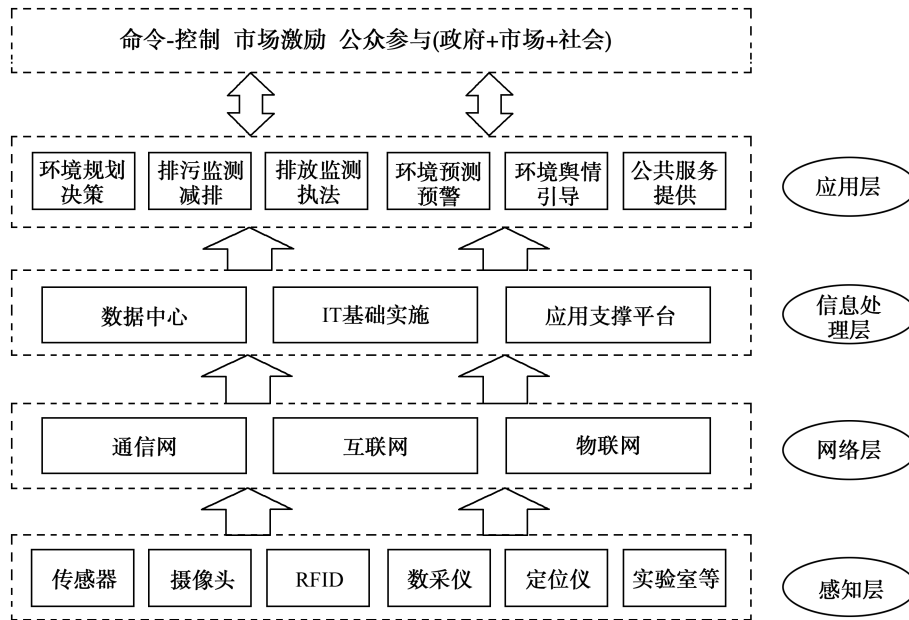 命令-控制 市场激励 公众参与(政府+市场+社会)
环境规划
决策
排污监测
减排
排放监测
执法
环境预测
预警
环境舆情
引导
公共服务
提供
应用层
数据中心
IT基础实施
应用支撑平台
信息处
理层
通信网
互联网
物联网
网络层
传感器
摄像头
RFID
数采仪
定位仪
实验室等
感知层